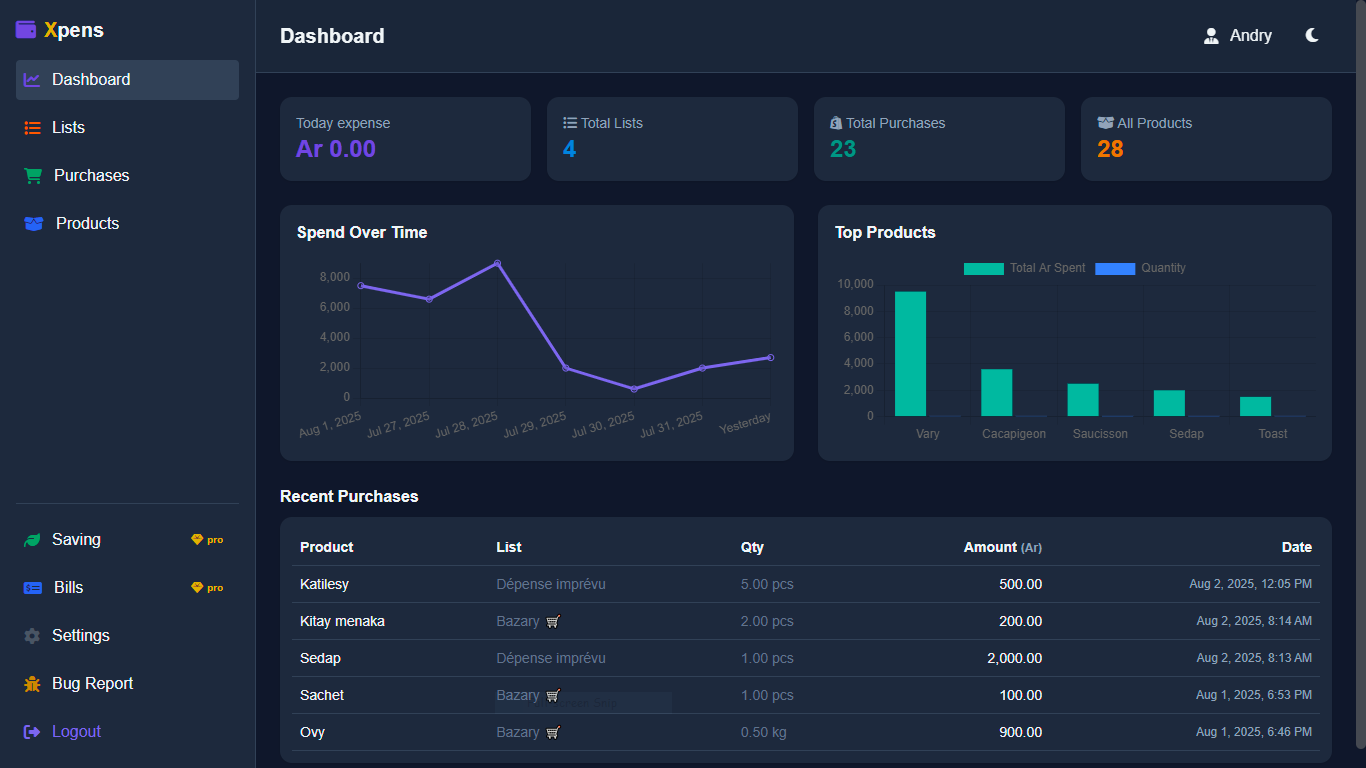 Xpens
Dashboard
Lists
Purchases
Products
Saving pro
Bills pro
Settings
Bug Report
Logout
Dashboard
Andry
Today expense
Ar 0.00
Total Lists
4
Total Purchases
23
All Products
28
Spend Over Time
8,000
6,000
4,000
2,000
0
Aug 1, 2025 Jul 27, 2025 Jul 28, 2025 Jul 29, 2025 Jul 30, 2025 Jul 31, 2025 Yesterday
Top Products
Total Ar Spent Quantity
10,000
8,000
6,000
4,000
2,000
0
Vary Cacapigeon Saucisson Sedap Toast
Recent Purchases
Product List Qty Amount (Ar) Date
Katilesy Dépense imprévu 5.00 pcs 500.00 Aug 2, 2025, 12:05 PM
Kitay menaka Bazary 2.00 pcs 200.00 Aug 2, 2025, 8:14 AM
Sedap Dépense imprévu 1.00 pcs 2,000.00 Aug 2, 2025, 8:13 AM
Sachet Bazary 1.00 pcs 100.00 Aug 1, 2025, 6:53 PM
Ovy Bazary 0.50 kg 900.00 Aug 1, 2025, 6:46 PM